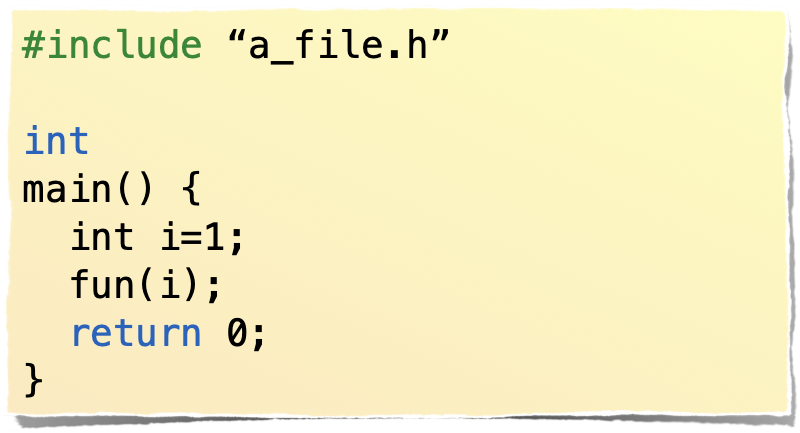 #include “a_file.h”
int
main() {
  int i=1;
  fun(i);
  return 0;
}